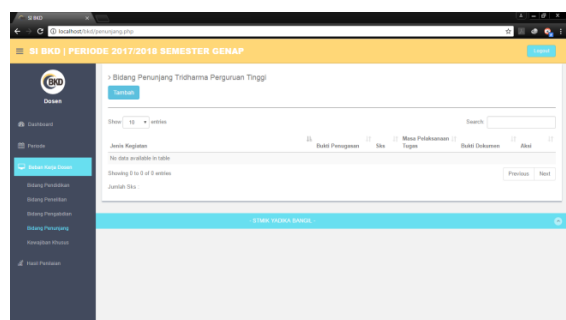 SI BKD
localhost/bkd/penunjang.php
SI BKD | PERIODE 2017/2018 SEMESTER GENAP
Logout
BKD
Dosen
Dashboard
Periode
Beban Kerja Dosen
Bidang Pendidikan
Bidang Penelitian
Bidang Pengabdian
Bidang Penunjang
Kewajiban Khusus
Hasil Penilaian
> Bidang Penunjang Tridharma Perguruan Tinggi
Tambah
Show 10 entries
Search:
Jenis Kegiatan Bukti Penugasan Sks Masa Pelaksanaan Tugas Bukti Dokumen Aksi
No data available in table
Showing 0 to 0 of 0 entries
Previous Next
Jumlah Sks :
- STMIK YADIKA BANGIL -